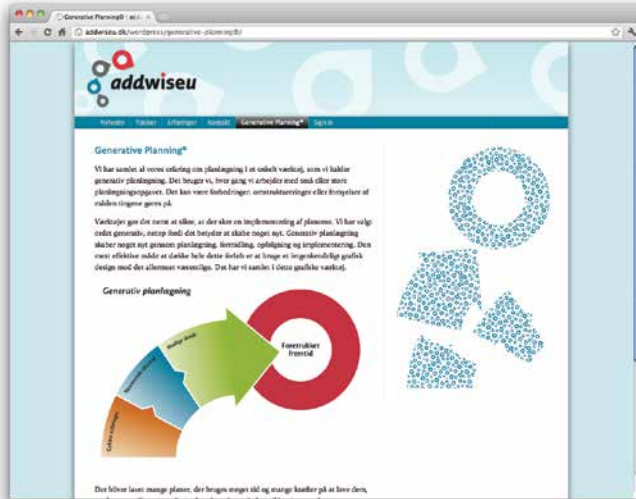 Generative Planning® | add
addwiseu.dk/wordpress/generative-planning®/
addwiseu
Nyheder Ydelser Erfaringer Kontakt Generative Planning® Sign in
Generative Planning®
Vi har samlet al vores erfaring om planlægning i et enkelt værktøj, som vi kalder
generativ planlægning. Det bruger vi, hver gang vi arbejder med små eller store
planlægningsopgaver. Det kan være forbedringer, omstruktureringer eller fornyelser af
måden tingene gøres på.
Værktøjet gør det nemt at sikre, at der sker en implementering af planerne. Vi har valgt
ordet generativ, netop fordi det betyder at skabe noget nyt. Generativ planlægning
skaber noget nyt gennem planlægning, formidling, opfølgning og implementering. Den
mest effektive måde at dække hele dette forløb er at bruge et letgenkendeligt grafisk
design med det allermest væsentlige. Det har vi samlet i dette grafiske værktøj.
Generativ planlægning
Foretrukket
fremtid
Der bliver lavet mange planer, der bruges meget tid og mange kræfter på at lave dem,